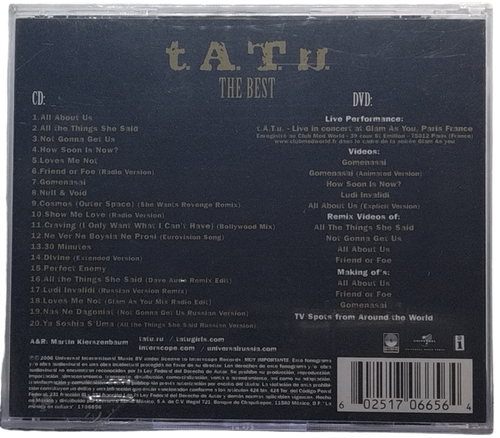 t.A.T.u.
THE BEST
CD:
1.All About Us
2.All the Things She Said
3.Not Gonna Get Us
4.How Soon Is Now?
5.Loves Me Not
6.Friend or Foe (Radio Version)
7.Gomenasai
8.Null & Void
9.Cosmos (Outer Space) (She Wants Revenge Remix)
10.Show Me Love (Radio Version)
11.Craving (I Only Want What I Can't Have) (Bollywood Mix)
12.Ne Ver Ne Boysia Ne Prosi (Eurovision Song)
13.30 Minutes
14.Divine (Extended Version)
15.Perfect Enemy
16.All the Things She Said (Dave Aude Remix Edit)
17.Ludi Invalidi (Russian Version Remix)
18.Loves Me Not (Glam As You Mix Radio Edit)
19.Nas Ne Dagoniat (Not Gonna Get Us Russian Version)
20.Ya Soshla S Uma (All the Things She Said Russian Version)
DVD:
Live Performance:
t.A.T.u. - Live in concert at Glam As You, Paris France
Videos:
Gomenasai
Gomenasai (Animated Version)
How Soon Is Now?
Ludi Invalidi
All About Us (Explicit Version)
Remix Videos of:
All The Things She Said
Not Gonna Get Us
All About Us
Friend or Foe
Making of's:
All About Us
Friend or Foe
Gomenasai
TV Spots from Around the World
A&R: Martin Kierszenbaum
tatu.ru / tatugirls.com
interscope.com / universalrussia.com
6 02517 06656 4